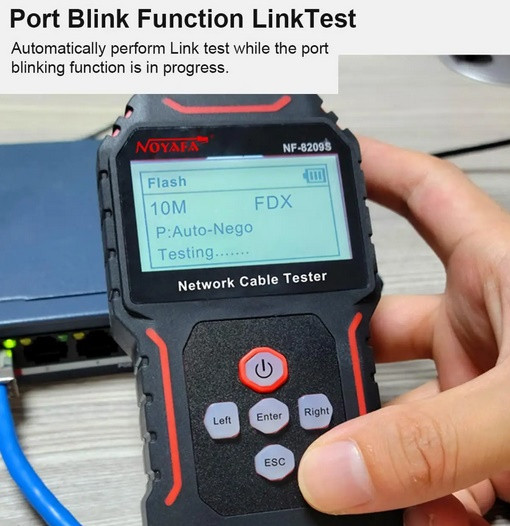 Port Blink Function LinkTest
Automatically perform Link test while the port
blinking function is in progress.
NOYAFA
NF-8209S
Flash
10M FDX
P:Auto-Nego
Testing.......
Network Cable Tester
Left
Enter
Right
ESC